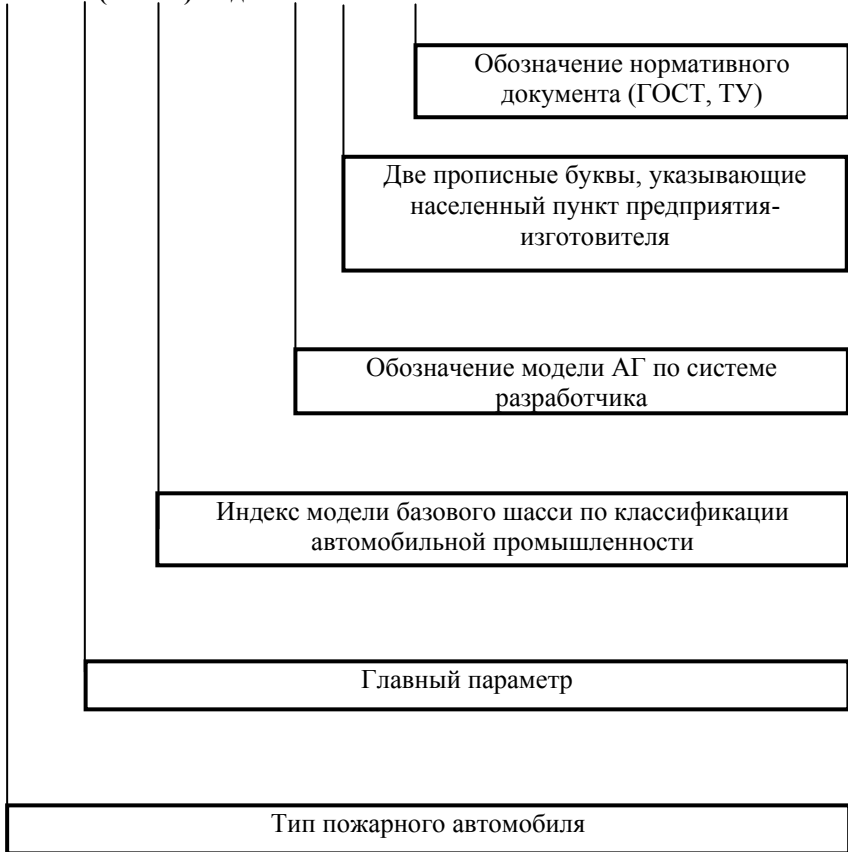 Обозначение нормативного
документа (ГОСТ, ТУ)
Две прописные буквы, указывающие
населенный пункт предприятия-
изготовителя
Обозначение модели АГ по системе
разработчика
Индекс модели базового шасси по классификации
автомобильной промышленности
Главный параметр
Тип пожарного автомобиля